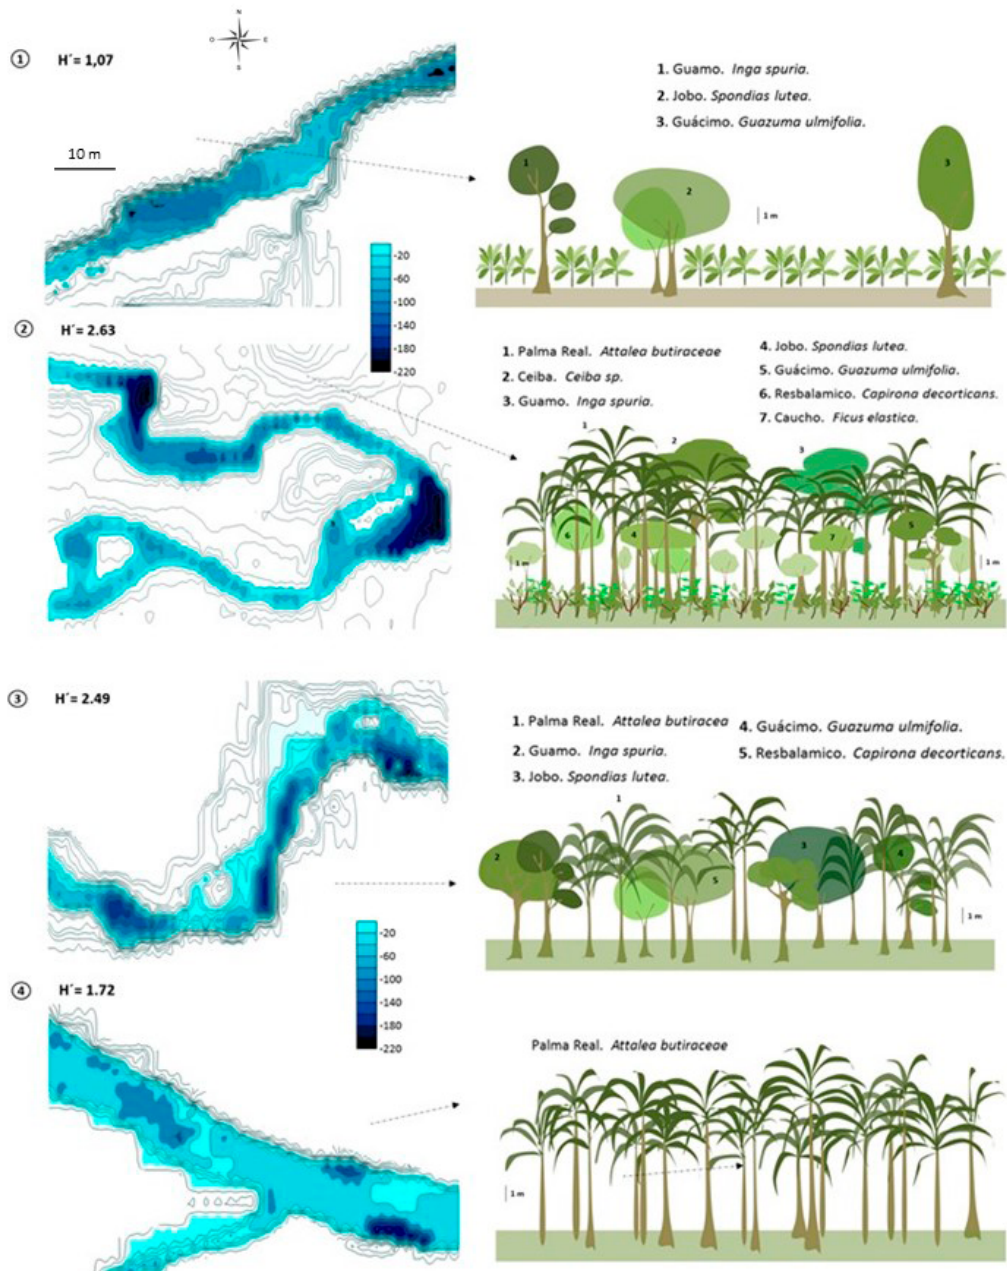 N
O E
S
① H´= 1,07
10 m
1. Guamo. Inga spuria.
2. Jobo. Spondias lutea.
3. Guácimo. Guazuma ulmifolia.
1
2
3
1 m
-20
-60
-100
-140
-180
-220
② H´= 2.63
1. Palma Real. Attalea butiraceae
2. Ceiba. Ceiba sp.
3. Guamo. Inga spuria.
4. Jobo. Spondias lutea.
5. Guácimo. Guazuma ulmifolia.
6. Resbalamico. Capirona decorticans.
7. Caucho. Ficus elastica.
1
2
3
6
4
7
5
1 m
1 m
③ H´= 2.49
1. Palma Real. Attalea butiracea
2. Guamo. Inga spuria.
3. Jobo. Spondias lutea.
4. Guácimo. Guazuma ulmifolia.
5. Resbalamico. Capirona decorticans.
1
2
5
3
4
1 m
-20
-60
-100
-140
-180
-220
④ H´= 1.72
Palma Real. Attalea butiraceae
1 m